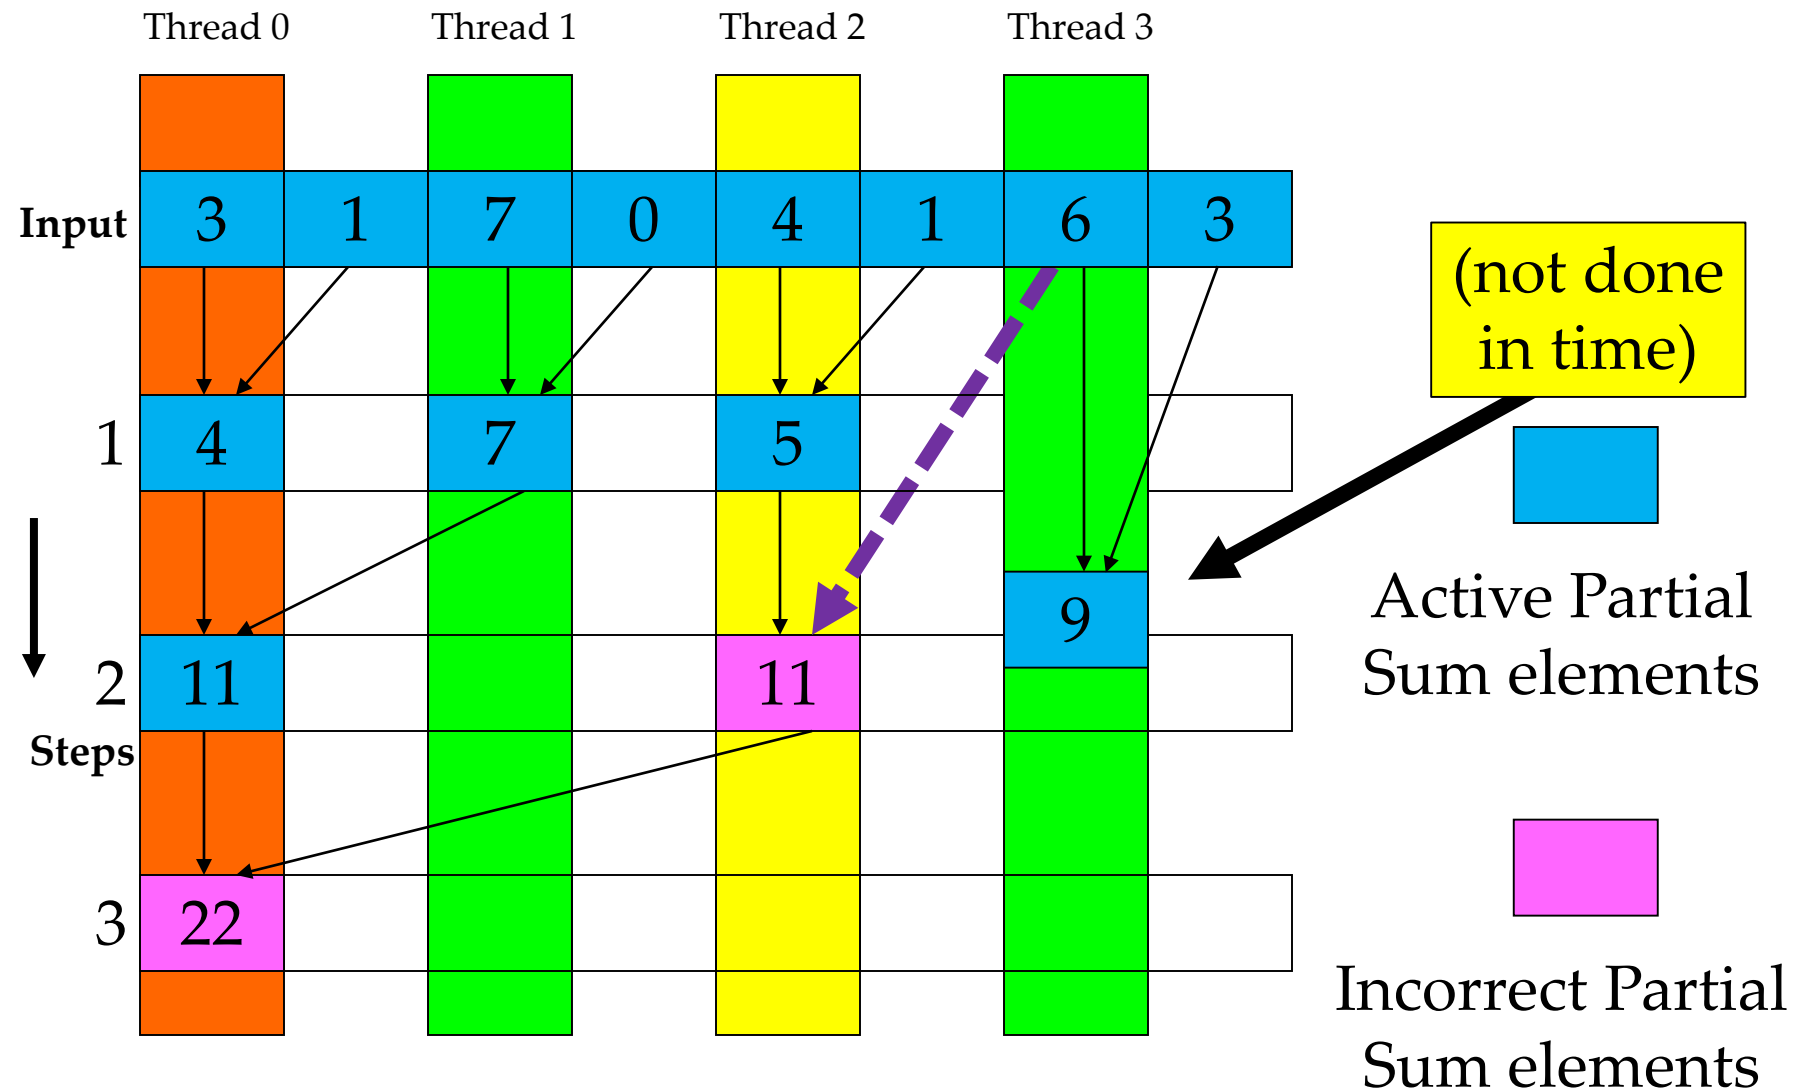 Thread 0 Thread 1 Thread 2 Thread 3
Input 3 1 7 0 4 1 6 3
(not done
in time)
1 4 7 5
9
Active Partial
Sum elements
2 11 11
Steps
3 22
Incorrect Partial
Sum elements